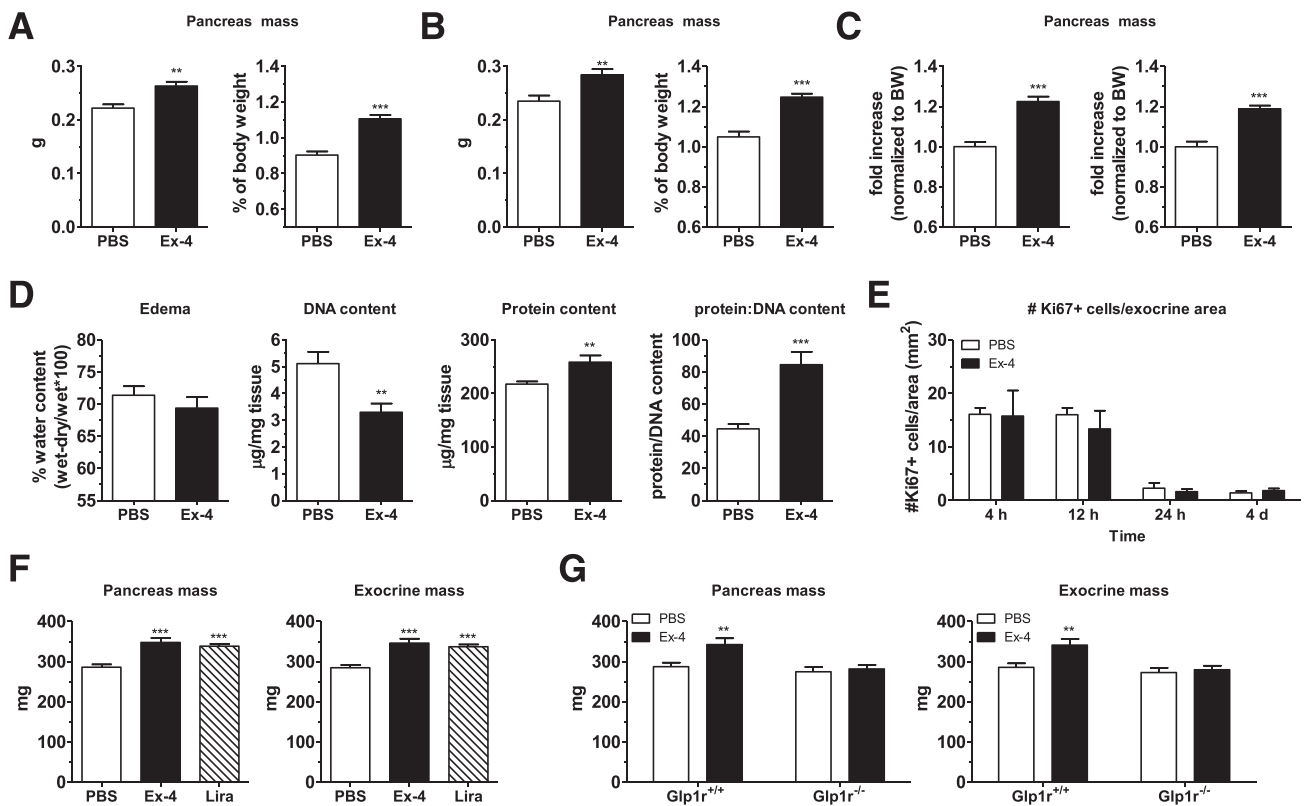 A
Pancreas mass
g
0.3
0.2
0.1
0.0
**
PBS
Ex-4
% of body weight
1.4
1.2
1.0
0.8
0.6
***
PBS
Ex-4
B
Pancreas mass
g
0.3
0.2
0.1
0.0
**
PBS
Ex-4
% of body weight
1.4
1.2
1.0
0.8
0.6
***
PBS
Ex-4
C
Pancreas mass
fold increase
(normalized to BW)
1.4
1.2
1.0
0.8
0.6
***
PBS
Ex-4
fold increase
(normalized to BW)
1.4
1.2
1.0
0.8
0.6
***
PBS
Ex-4
D
Edema
% water content
(wet-dry/wet*100)
80
75
70
65
60
55
PBS
Ex-4
DNA content
µg/mg tissue
6
5
4
3
2
1
0
**
PBS
Ex-4
Protein content
µg/mg tissue
300
200
100
0
**
PBS
Ex-4
protein:DNA content
protein/DNA content
100
80
60
40
20
0
***
PBS
Ex-4
E
# Ki67+ cells/exocrine area
#Ki67+ cells/area (mm²)
30
20
10
0
PBS
Ex-4
4 h
12 h
24 h
4 d
Time
F
Pancreas mass
mg
400
300
200
100
0
***
***
PBS
Ex-4
Lira
Exocrine mass
mg
400
300
200
100
0
***
***
PBS
Ex-4
Lira
G
Pancreas mass
mg
400
300
200
100
0
PBS
Ex-4
**
Glp1r⁺/⁺
Glp1r⁻/⁻
Exocrine mass
mg
400
300
200
100
0
PBS
Ex-4
**
Glp1r⁺/⁺
Glp1r⁻/⁻